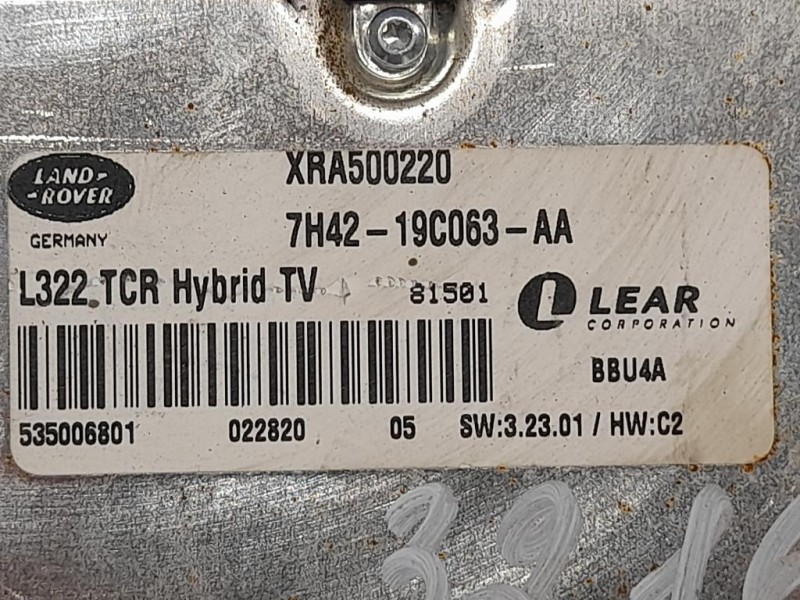 LAND-
-ROVER
GERMANY
XRA500220
7H42-19C063-AA
L322 TCR Hybrid TV 81501
LEAR
CORPORATION
BBU4A
535006801 022820 05 SW:3.23.01 / HW:C2